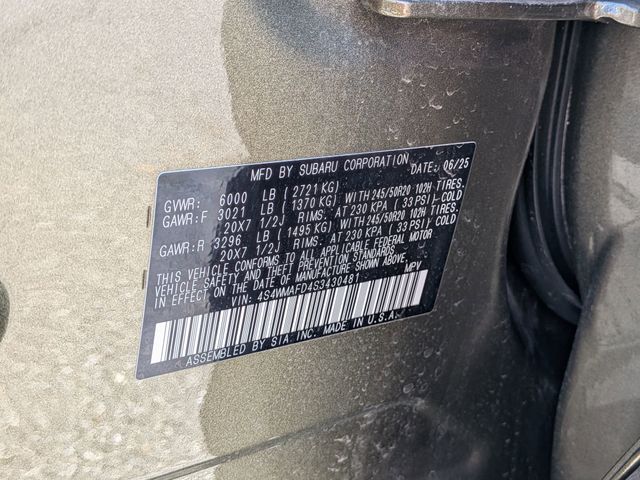 MFD BY SUBARU CORPORATION DATE: 06/25
GVWR: 6000 LB ( 2721 KG)
GAWR:F 3021 LB ( 1370 KG) WITH 245/50R20 102H TIRES.
20X7 1/2J RIMS. AT 230 KPA ( 33 PSI) COLD
GAWR:R 3296 LB ( 1495 KG) WITH 245/50R20 102H TIRES.
20X7 1/2J RIMS. AT 230 KPA ( 33 PSI) COLD
THIS VEHICLE CONFORMS TO ALL APPLICABLE FEDERAL MOTOR
VEHICLE SAFETY AND BUMPER STANDARDS
IN EFFECT ON THE DATE OF MANUFACTURE SHOWN ABOVE.
VIN: 4S4WMAFD4S3430481 MPV
ASSEMBLED BY SIA.INC. MADE IN U.S.A.